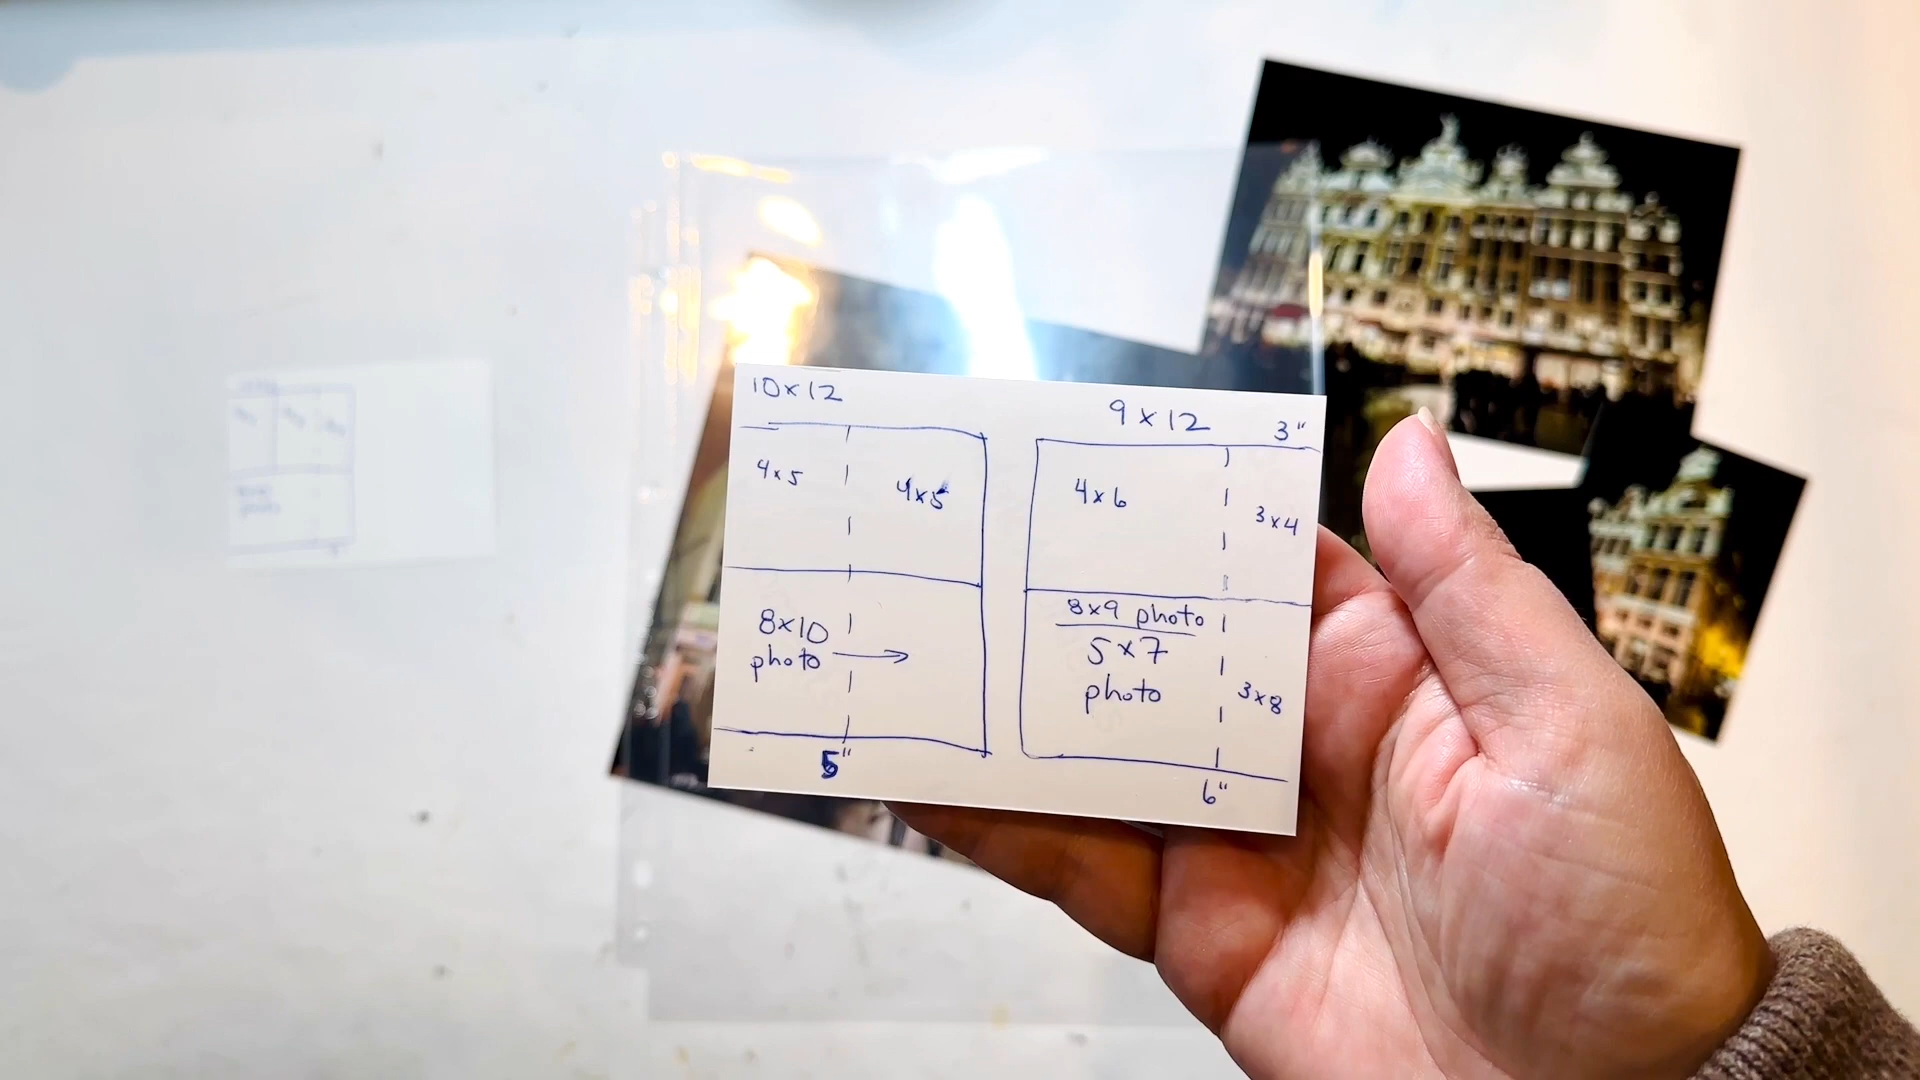 10x12
4x5
4x5
8x10
photo
5"
9x12
3"
4x6
3x4
8x9 photo
5x7
photo
3x8
6"